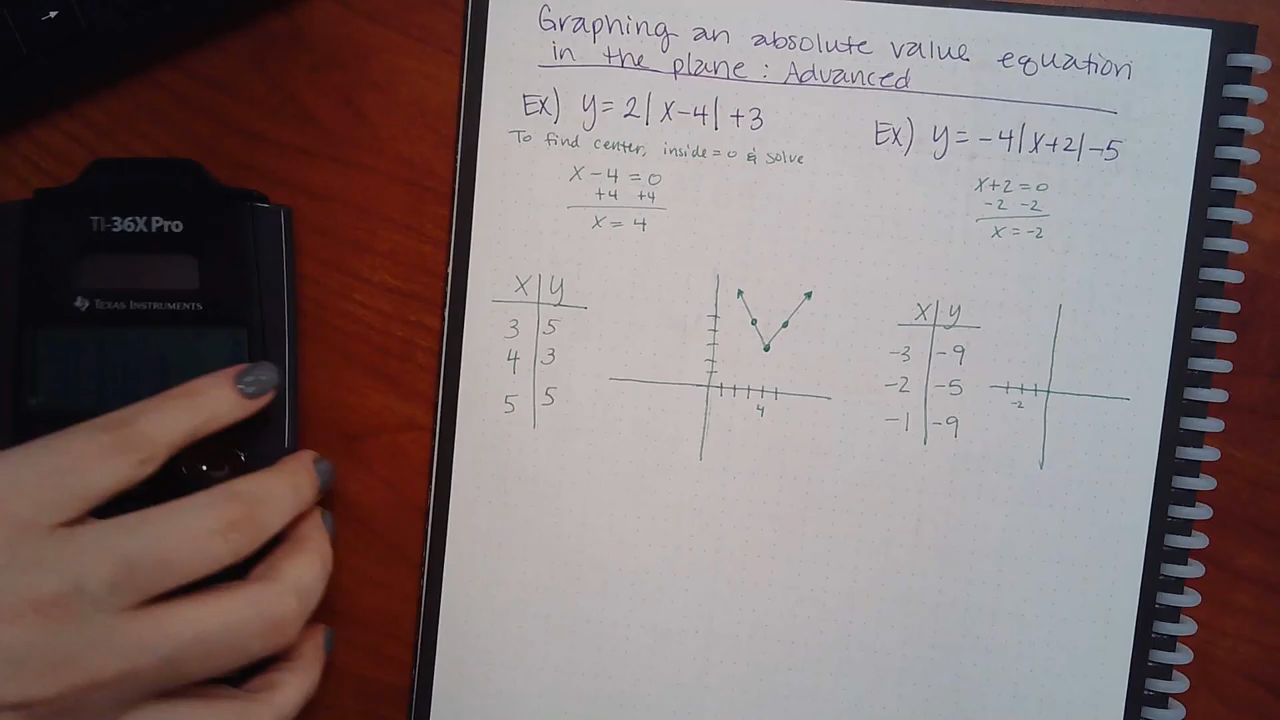 Graphing an absolute value equation
in the plane: Advanced
Ex) y = 2|x-4| +3
To find center, inside = 0 & solve
x - 4 = 0
+4 +4
x = 4
x y
3 5
4 3
5 5
4
Ex) y = -4|x+2| -5
x+2 = 0
-2 -2
x = -2
x y
-3 -9
-2 -5
-1 -9
-2
TI-36X Pro
TEXAS INSTRUMENTS